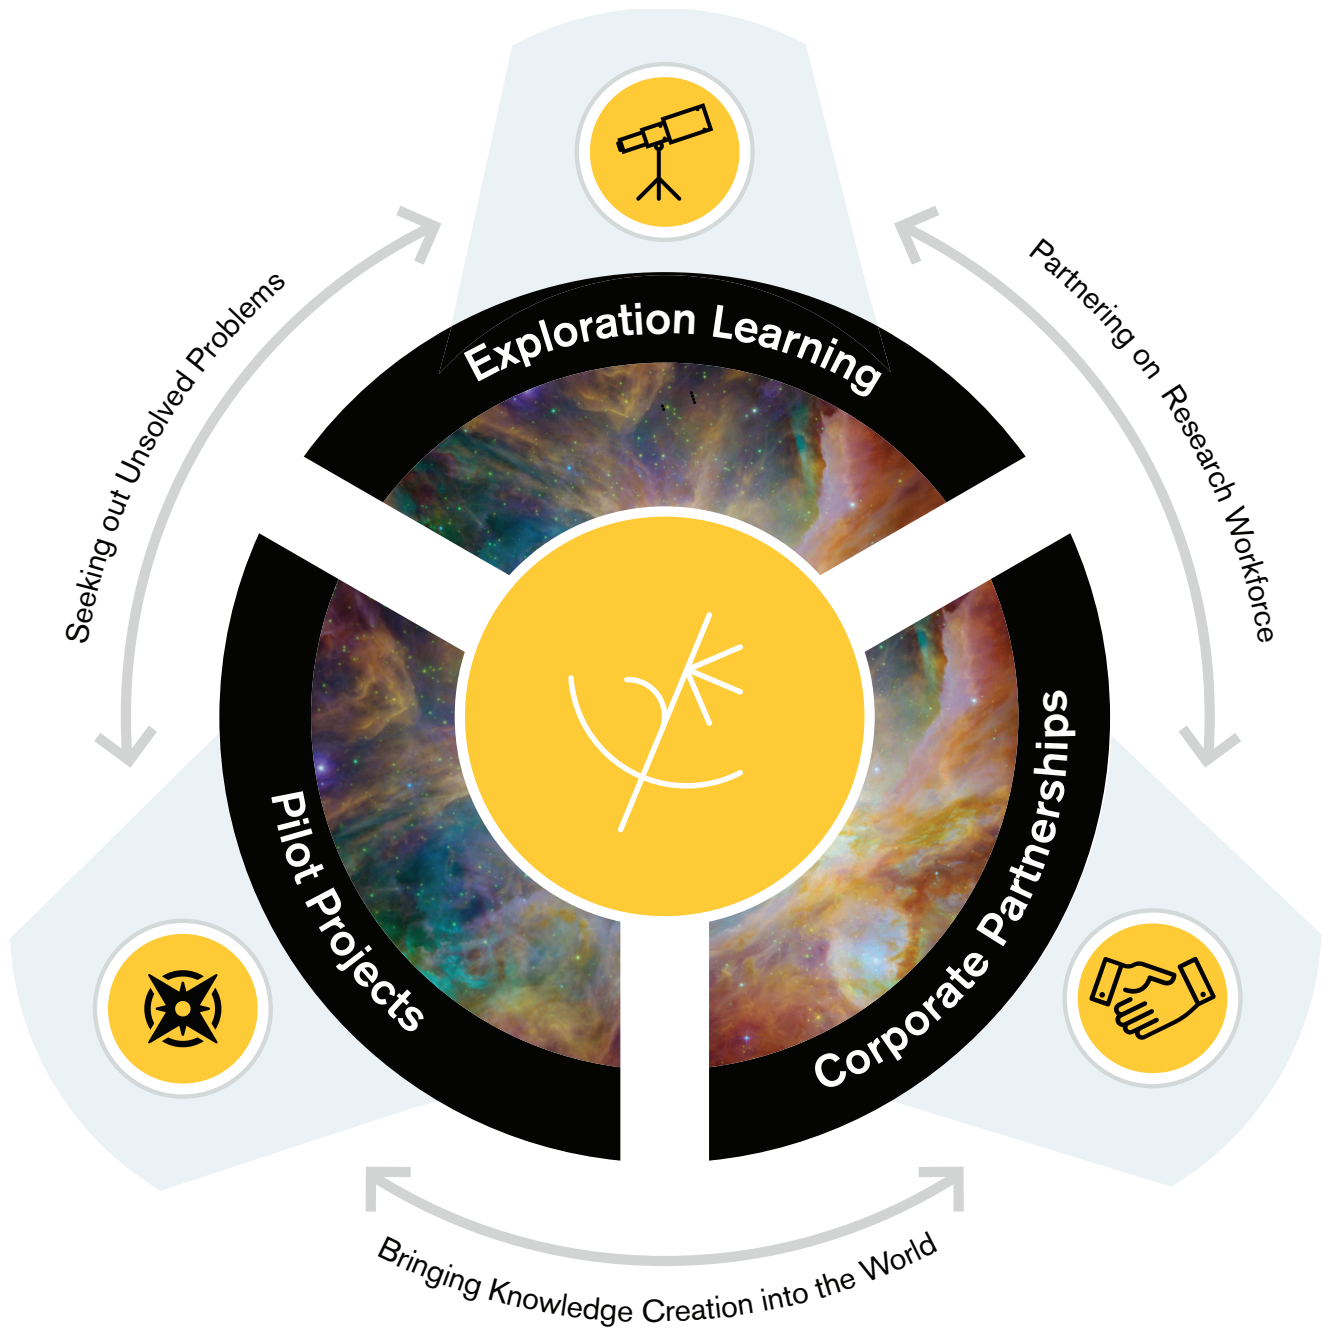 Exploration Learning
Seeking out Unsolved Problems
Partnering on Research Workforce
Pilot Projects
Corporate Partnerships
Bringing Knowledge Creation into the World